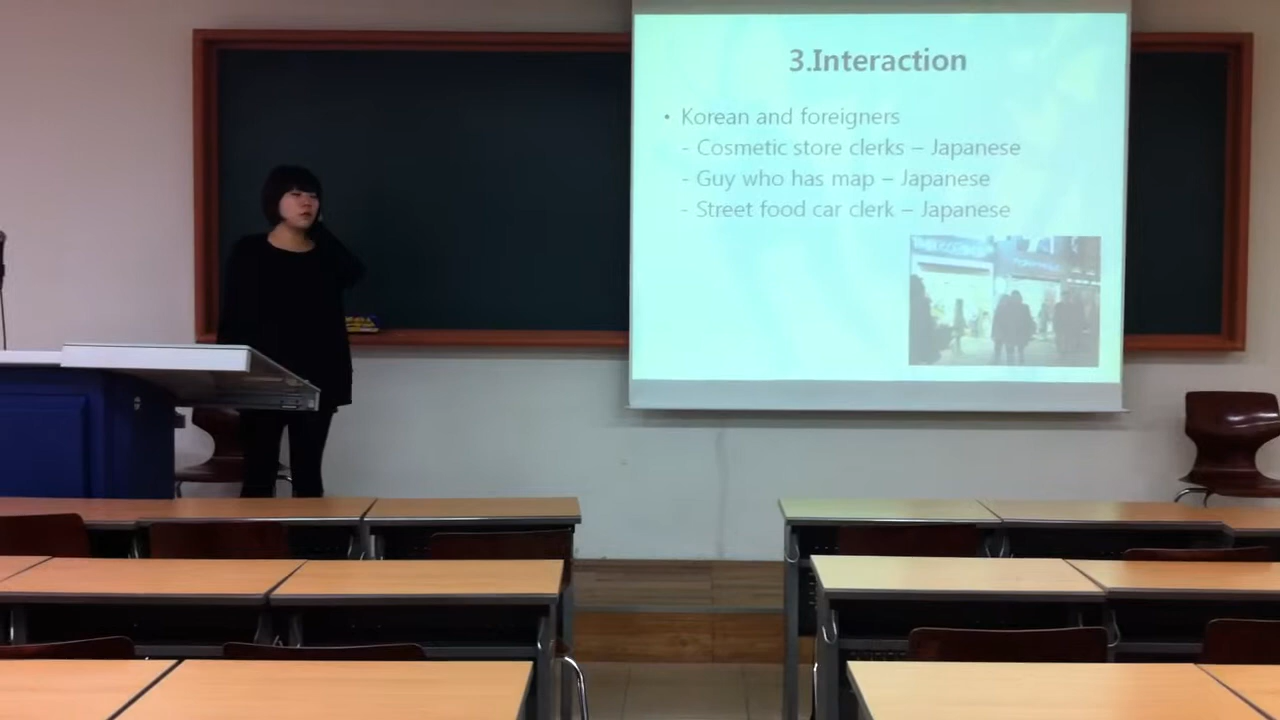 3.Interaction
• Korean and foreigners
- Cosmetic store clerks – Japanese
- Guy who has map – Japanese
- Street food car clerk – Japanese